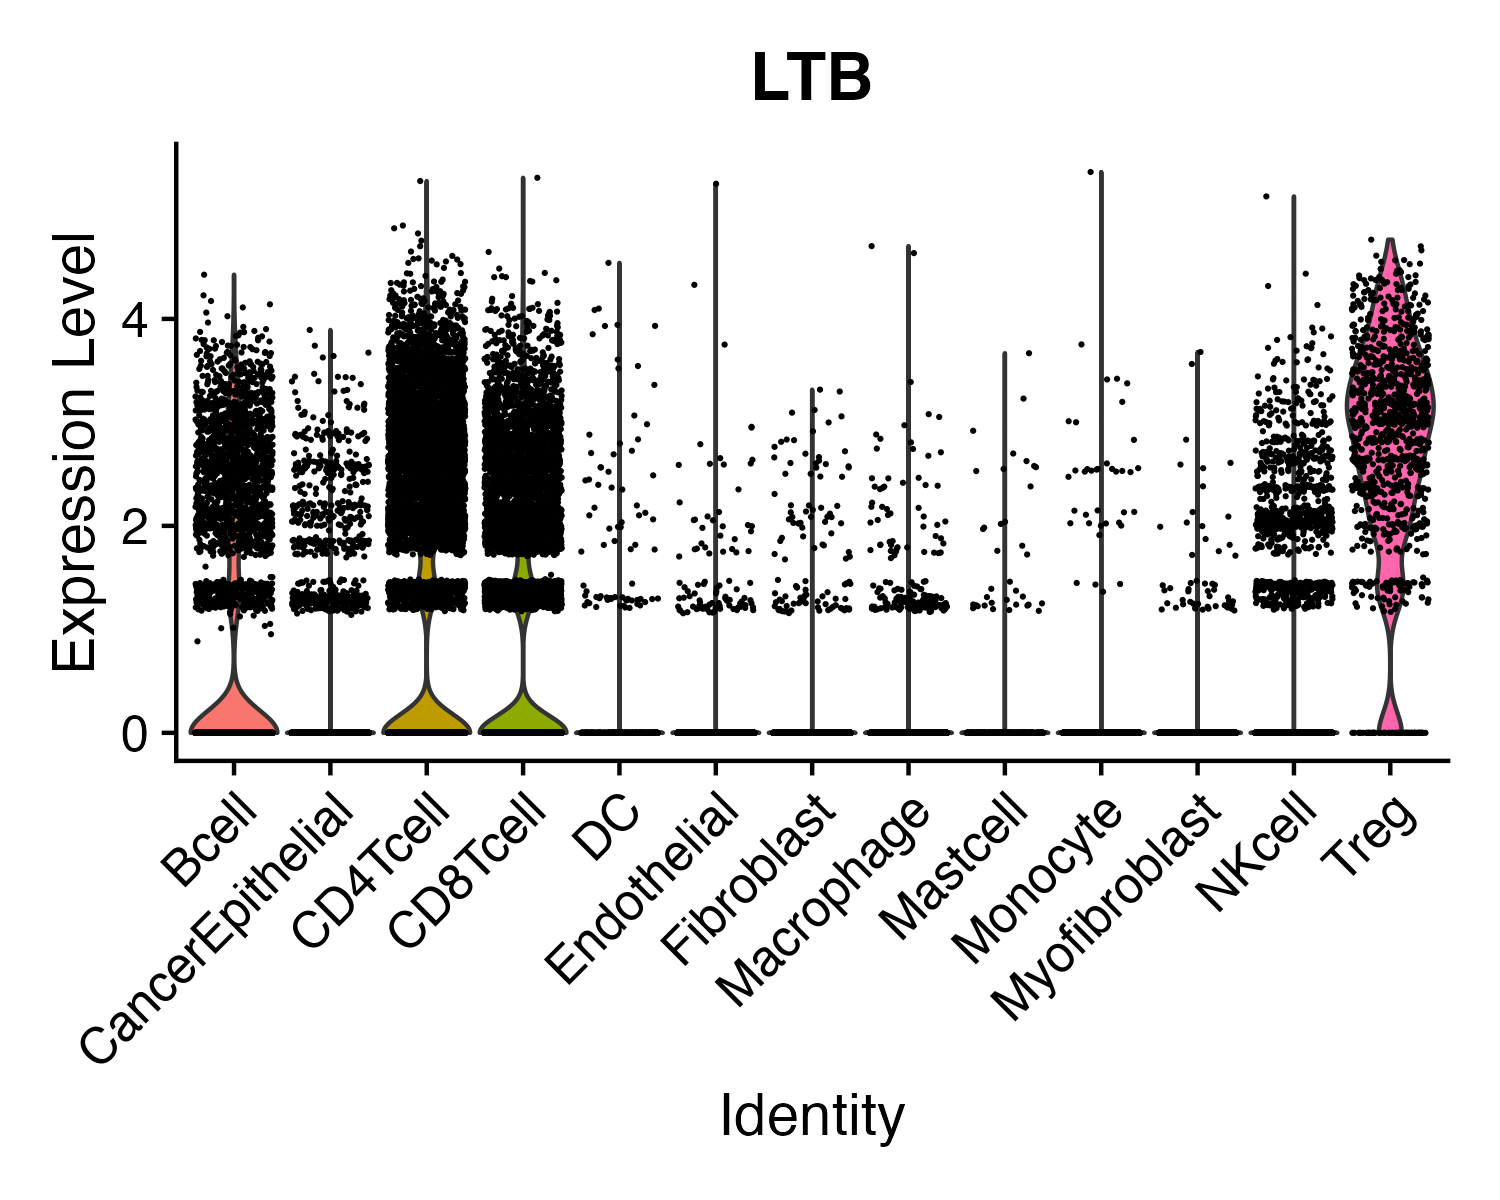 LTB
Expression Level
4
2
0
Bcell
CancerEpithelial
CD4Tcell
CD8Tcell
DC
Endothelial
Fibroblast
Macrophage
Mastcell
Monocyte
Myofibroblast
NKcell
Treg
Identity